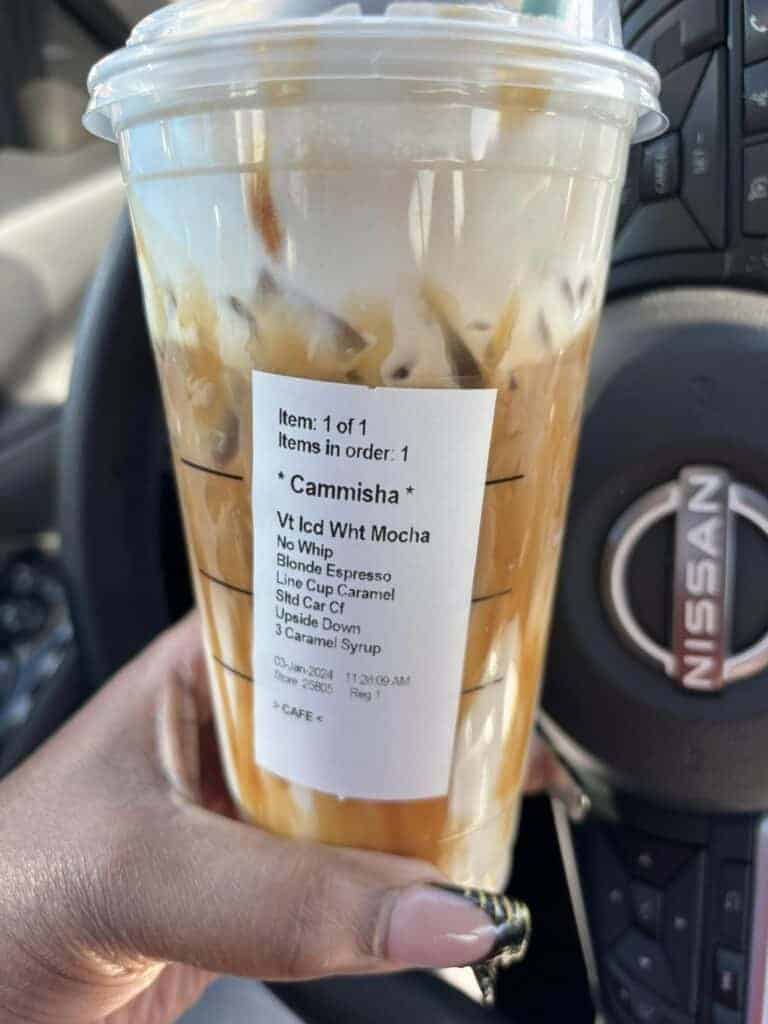 Item: 1 of 1
Items in order: 1
* Cammisha *
Vt Icd Wht Mocha
No Whip
Blonde Espresso
Line Cup Caramel
Sltd Car Cf
Upside Down
3 Caramel Syrup
03-Jan-2024 11:28:09 AM
Store 25805 Reg 1
> CAFE <
NISSAN